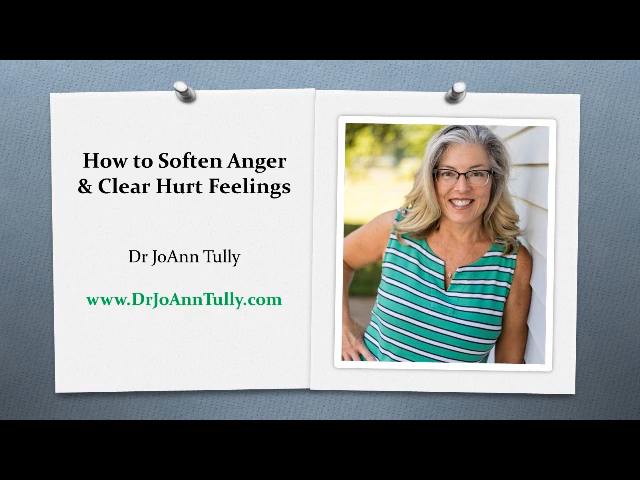 How to Soften Anger
& Clear Hurt Feelings
Dr JoAnn Tully
www.DrJoAnnTully.com